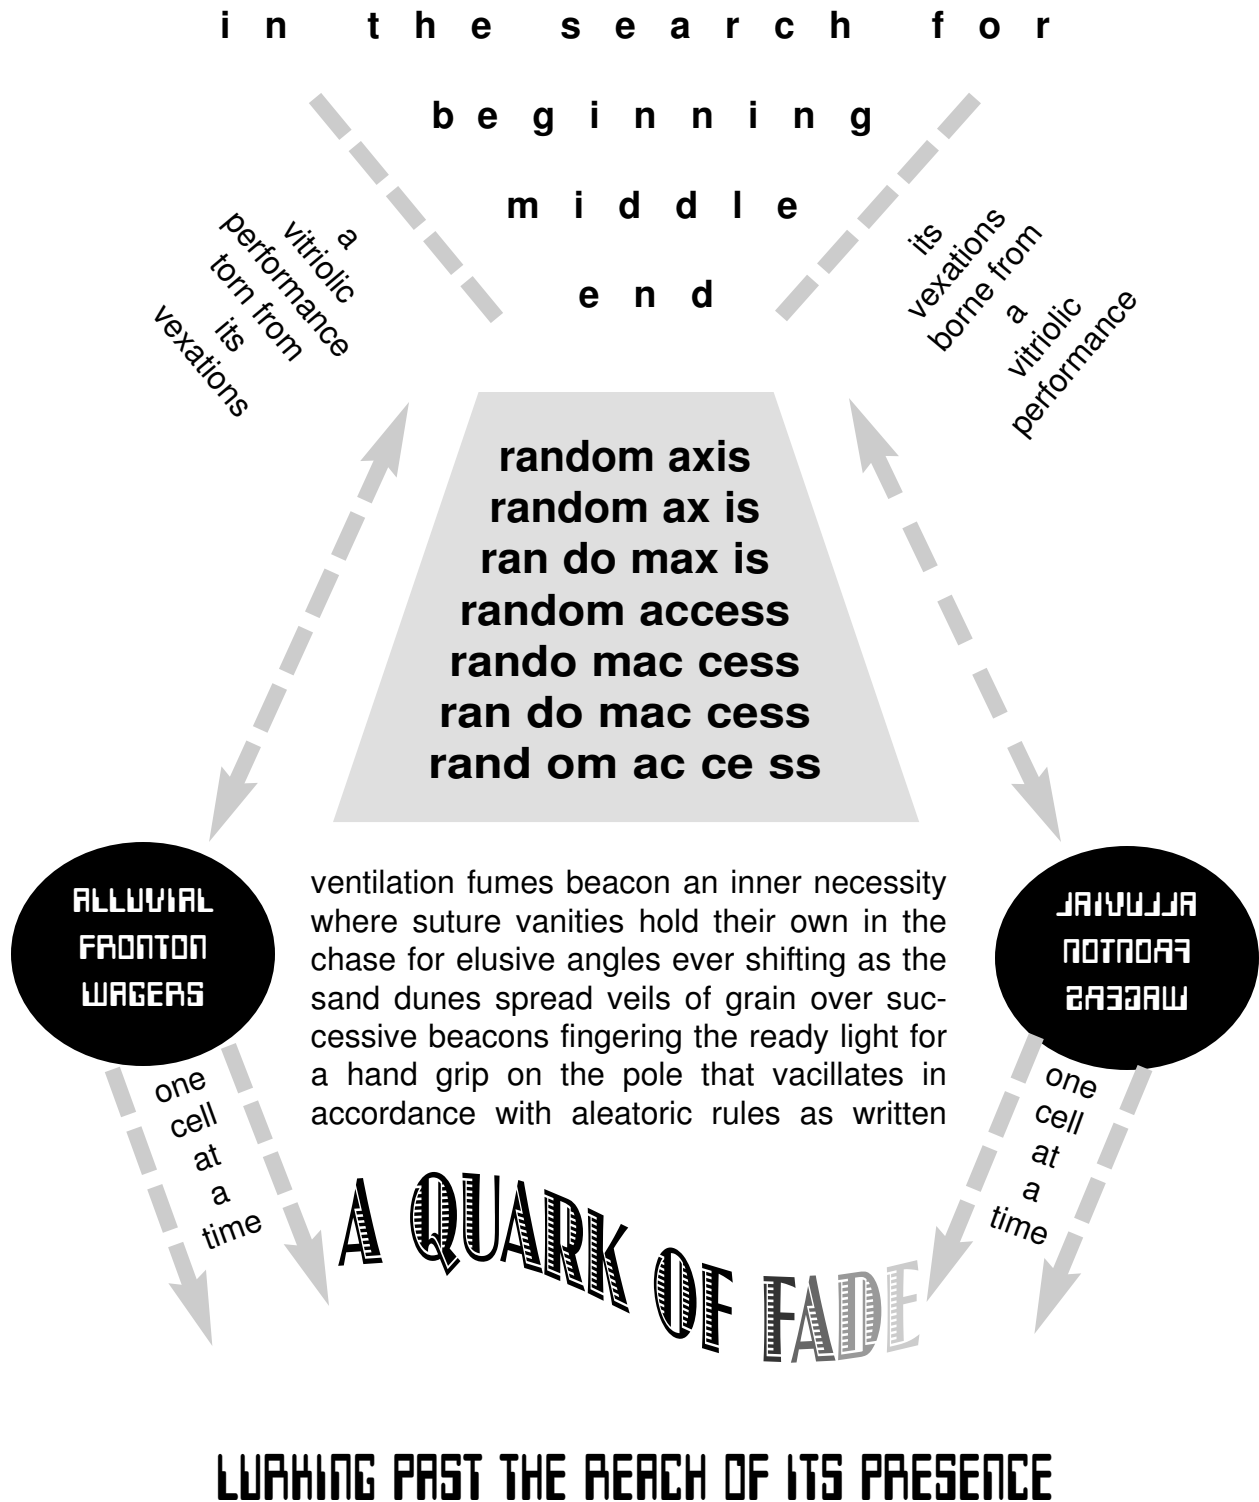 in the search for
beginning
middle
end
a
vitriolic
performance
torn from
its
vexations
its
vexations
borne from
a
vitriolic
performance
random axis
random ax is
ran do max is
random access
rando mac cess
ran do mac cess
rand om ac ce ss
ALLUVIAL
FRONTON
WAGERS
ventilation fumes beacon an inner necessity
where suture vanities hold their own in the
chase for elusive angles ever shifting as the
sand dunes spread veils of grain over suc-
cessive beacons fingering the ready light for
a hand grip on the pole that vacillates in
accordance with aleatoric rules as written
ALLUVIAL
FRONTON
WAGERS
one
cell
at
a
time
one
cell
at
a
time
A QUARK OF FADE
LURKING PAST THE REACH OF ITS PRESENCE